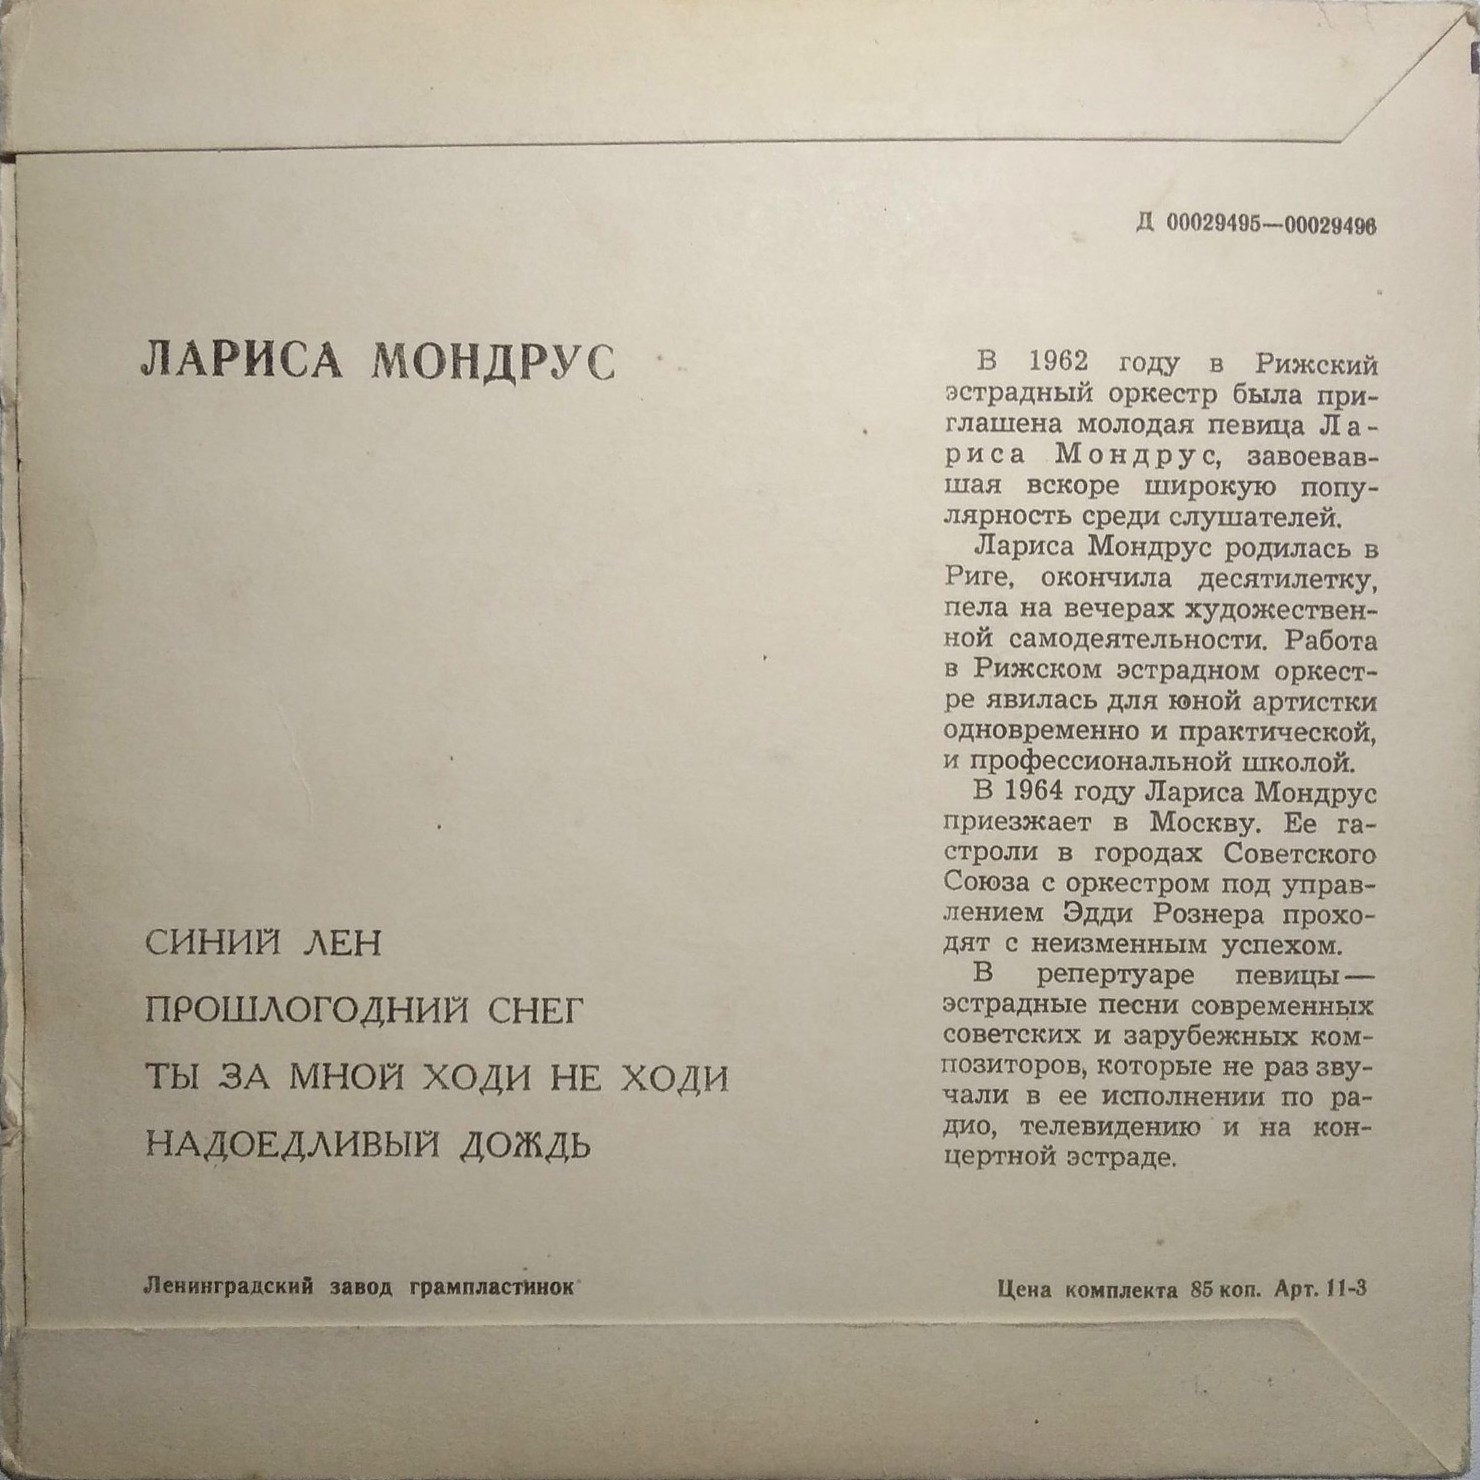 Д 00029495—00029496
ЛАРИСА МОНДРУС
В 1962 году в Рижский
эстрадный оркестр была при-
глашена молодая певица Ла-
риса Мондрус, завоевав-
шая вскоре широкую попу-
лярность среди слушателей.
Лариса Мондрус родилась в
Риге, окончила десятилетку,
пела на вечерах художествен-
ной самодеятельности. Работа
в Рижском эстрадном оркест-
ре явилась для юной артистки
одновременно и практической,
и профессиональной школой.
В 1964 году Лариса Мондрус
приезжает в Москву. Ее га-
строли в городах Советского
Союза с оркестром под управ-
лением Эдди Рознера прохо-
дят с неизменным успехом.
В репертуаре певицы—
эстрадные песни современных
советских и зарубежных ком-
позиторов, которые не раз зву-
чали в ее исполнении по ра-
дио, телевидению и на кон-
цертной эстраде.
СИНИЙ ЛЕН
ПРОШЛОГОДНИЙ СНЕГ
ТЫ ЗА МНОЙ ХОДИ НЕ ХОДИ
НАДОЕДЛИВЫЙ ДОЖДЬ
Ленинградский завод грампластинок
Цена комплекта 85 коп. Арт. 11-3